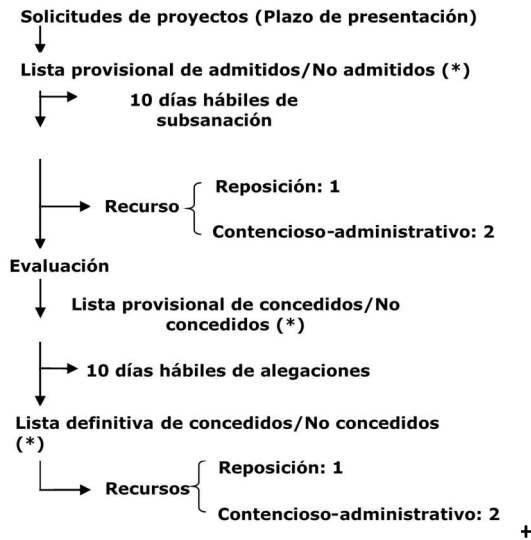 Solicitudes de proyectos (Plazo de presentación)
Lista provisional de admitidos/No admitidos (*)
10 días hábiles de
subsanación
Reposición: 1
Recurso
Contencioso-administrativo: 2
Evaluación
Lista provisional de concedidos/No
concedidos (*)
10 días hábiles de alegaciones
Lista definitiva de concedidos/No concedidos
(*)
Reposición: 1
Recursos
Contencioso-administrativo: 2
+